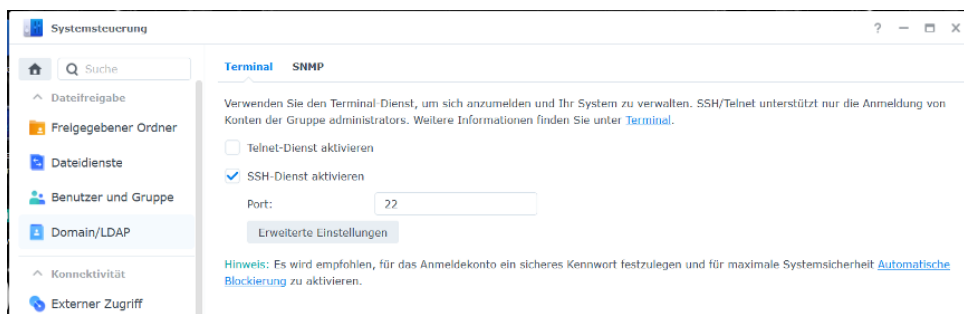 Systemsteuerung
Suche
Dateifreigabe
Freigegebener Ordner
Dateidienste
Benutzer und Gruppe
Domain/LDAP
Konnektivität
Externer Zugriff
Terminal SNMP
Verwenden Sie den Terminal-Dienst, um sich anzumelden und Ihr System zu verwalten. SSH/Telnet unterstützt nur die Anmeldung von
Konten der Gruppe administrators. Weitere Informationen finden Sie unter Terminal.
Telnet-Dienst aktivieren
SSH-Dienst aktivieren
Port: 22
Erweiterte Einstellungen
Hinweis: Es wird empfohlen, für das Anmeldekonto ein sicheres Kennwort festzulegen und für maximale Systemsicherheit Automatische
Blockierung zu aktivieren.